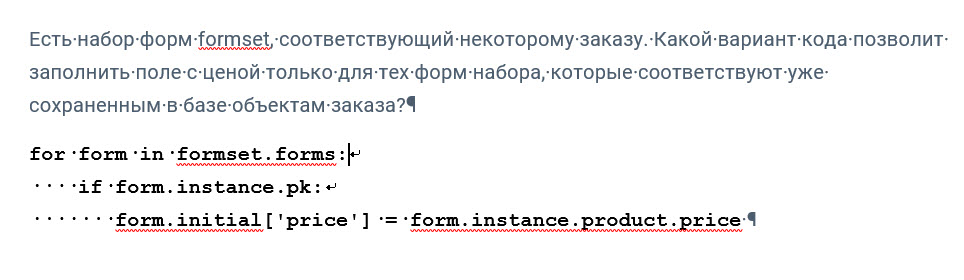 Есть набор форм formset, соответствующий некоторому заказу. Какой вариант кода позволит
заполнить поле с ценой только для тех форм набора, которые соответствуют уже
сохраненным в базе объектам заказа?¶
for form in formset.forms:↵
    if form.instance.pk:↵
       form.initial['price'] = form.instance.product.price ¶